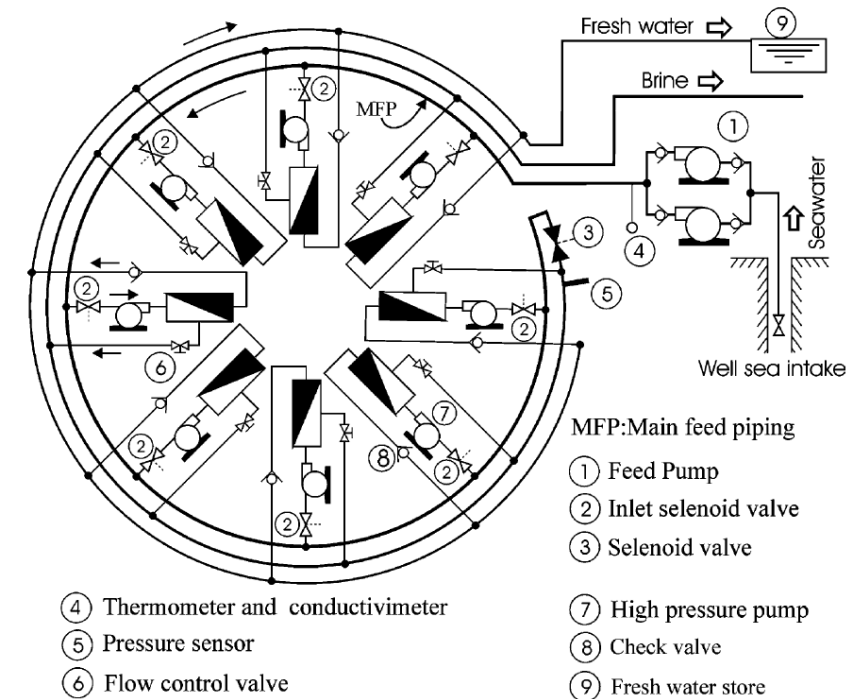 Fresh water
9
Brine
1
2
MFP
2
Seawater
3
4
2
5
2
6
Well sea intake
7
MFP:Main feed piping
2
8
2
1 Feed Pump
2 Inlet selenoid valve
2
3 Selenoid valve
4 Thermometer and conductivimeter
7 High pressure pump
5 Pressure sensor
8 Check valve
6 Flow control valve
9 Fresh water store